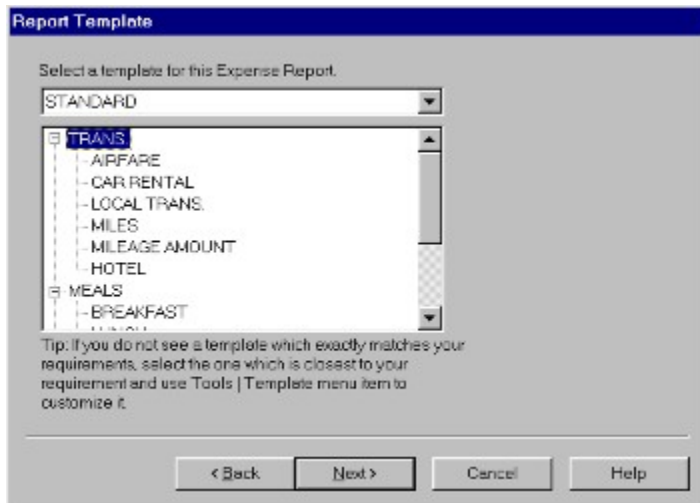 Report Template
Select a template for this Expense Report.
STANDARD
TRANS.
AIRFARE
CAR RENTAL
LOCAL TRANS.
MILES
MILEAGE AMOUNT
HOTEL
MEALS
BREAKFAST
Tip: If you do not see a template which exactly matches your
requirements, select the one which is closest to your
requirement and use Tools | Template menu item to
customize it.
< Back Next > Cancel Help